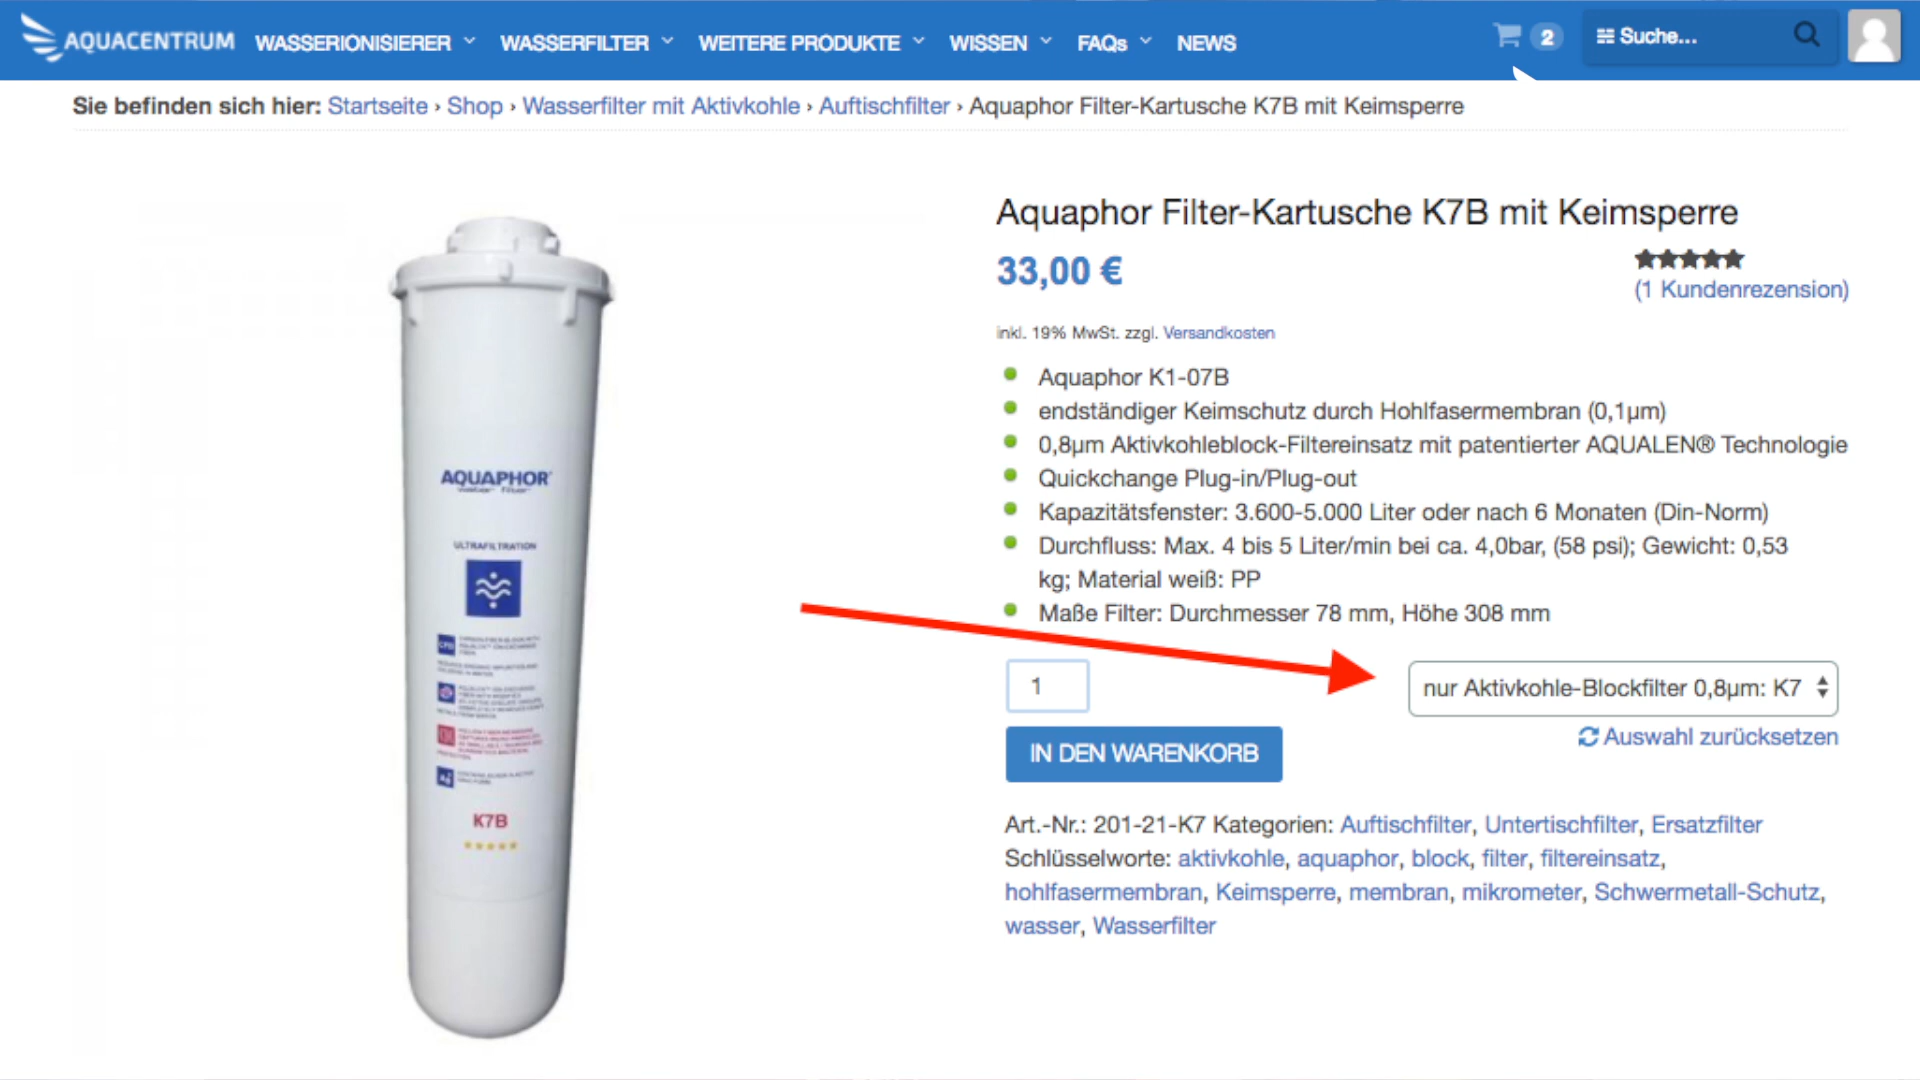 AQUACENTRUM WASSERIONISIERER WASSERFILTER WEITERE PRODUKTE WISSEN FAQs NEWS 2 Suche...
Sie befinden sich hier: Startseite › Shop › Wasserfilter mit Aktivkohle › Auftischfilter › Aquaphor Filter-Kartusche K7B mit Keimsperre
Aquaphor Filter-Kartusche K7B mit Keimsperre
33,00 €
(1 Kundenrezension)
inkl. 19% MwSt. zzgl. Versandkosten
Aquaphor K1-07B
endständiger Keimschutz durch Hohlfasermembran (0,1µm)
0,8µm Aktivkohleblock-Filtereinsatz mit patentierter AQUALEN® Technologie
Quickchange Plug-in/Plug-out
Kapazitätsfenster: 3.600-5.000 Liter oder nach 6 Monaten (Din-Norm)
Durchfluss: Max. 4 bis 5 Liter/min bei ca. 4,0bar, (58 psi); Gewicht: 0,53
kg; Material weiß: PP
Maße Filter: Durchmesser 78 mm, Höhe 308 mm
1
nur Aktivkohle-Blockfilter 0,8µm: K7
Auswahl zurücksetzen
IN DEN WARENKORB
Art.-Nr.: 201-21-K7 Kategorien: Auftischfilter, Untertischfilter, Ersatzfilter
Schlüsselworte: aktivkohle, aquaphor, block, filter, filtereinsatz,
hohlfasermembran, Keimsperre, membran, mikrometer, Schwermetall-Schutz,
wasser, Wasserfilter
AQUAPHOR
water filter
ULTRAFILTRATION
K7B